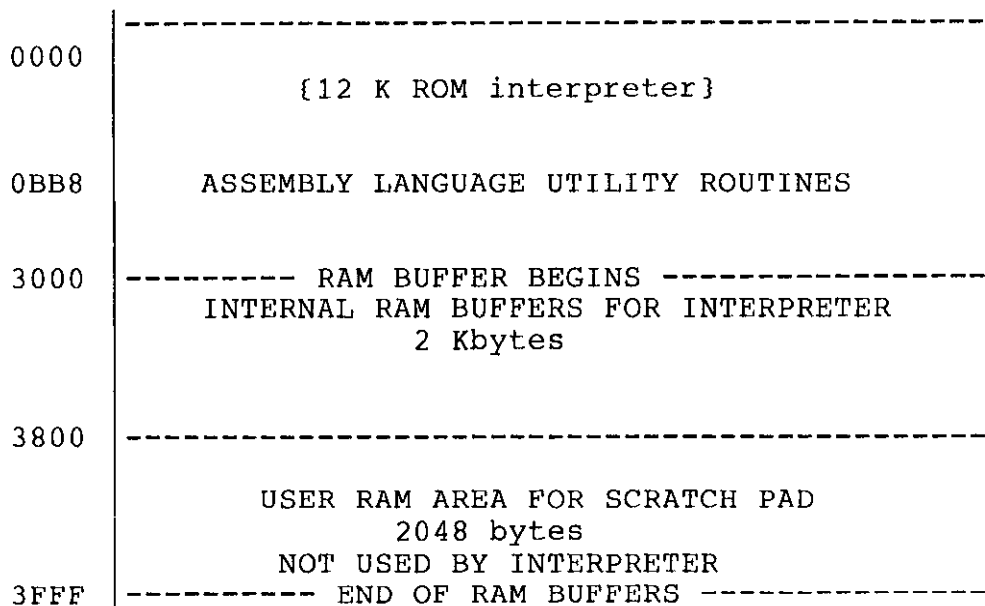 0000
{12 K ROM interpreter}
0BB8 ASSEMBLY LANGUAGE UTILITY ROUTINES
3000 --------- RAM BUFFER BEGINS -----------------
INTERNAL RAM BUFFERS FOR INTERPRETER
2 Kbytes
3800 ----------------------------------------------
USER RAM AREA FOR SCRATCH PAD
2048 bytes
NOT USED BY INTERPRETER
3FFF ---------- END OF RAM BUFFERS ---------------